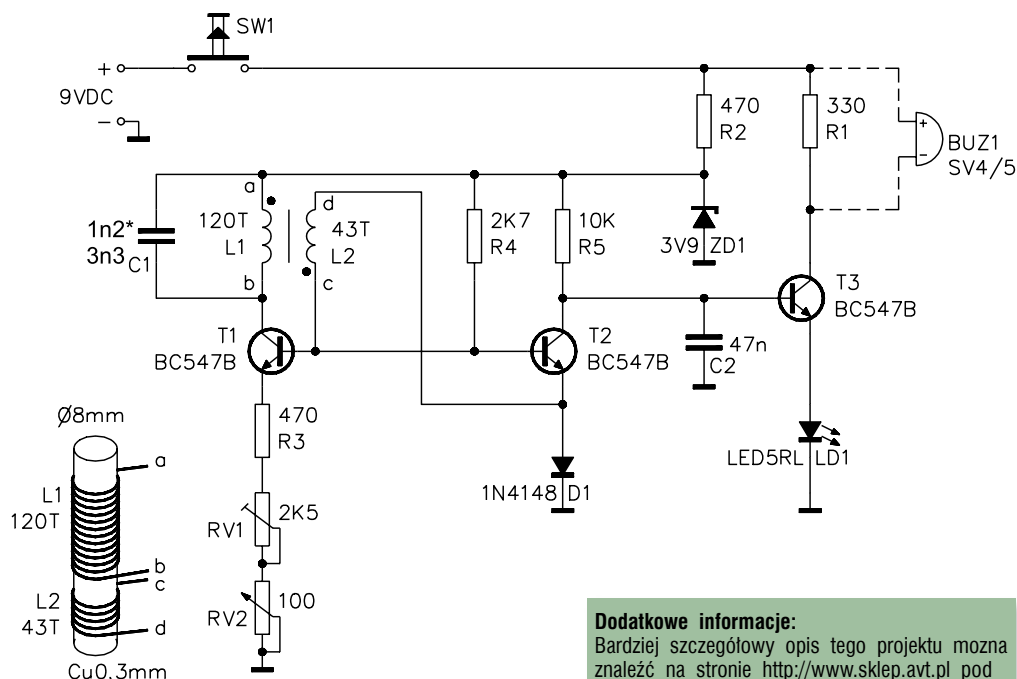 SW1
+
9VDC
-
470
R2
330
R1
+
-
BUZ1
SV4/5
a
d
1n2*
3n3
C1
120T
L1
43T
L2
2K7
R4
10K
R5
3V9 ZD1
b
c
T1
BC547B
T2
BC547B
T3
BC547B
47n
C2
470
R3
Ø8mm
a
L1
120T
b
c
L2
43T
d
Cu0.3mm
RV1
2K5
RV2
100
1N4148 D1
LED5RL LD1
Dodatkowe informacje:
Bardziej szczegółowy opis tego projektu mozna
znaleźć na stronie http://www.sklep.avt.pl pod